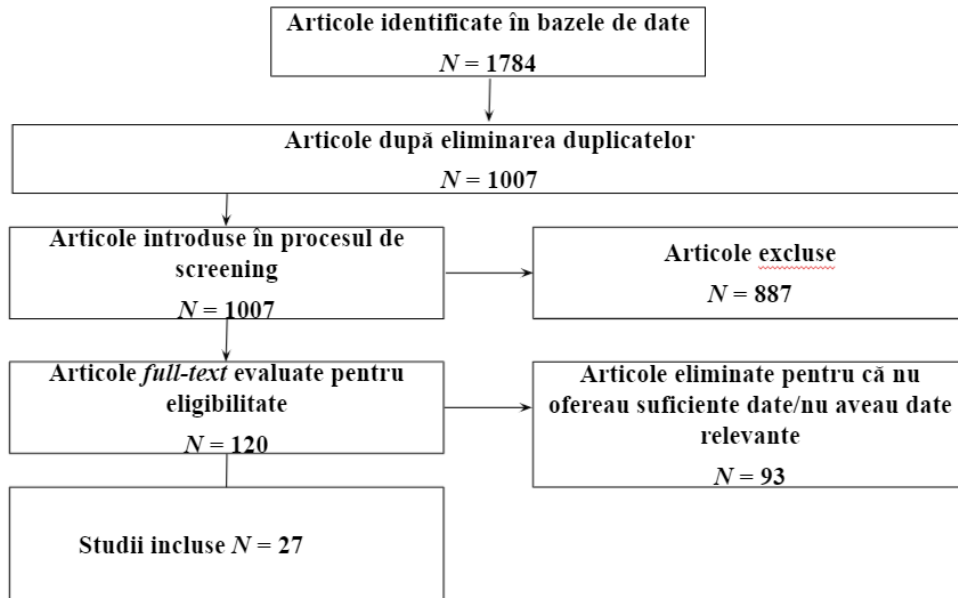 Articole identificate în bazele de date
N = 1784
Articole după eliminarea duplicatelor
N = 1007
Articole introduse în procesul de
screening
N = 1007
Articole excluse
N = 887
Articole full-text evaluate pentru
eligibilitate
N = 120
Articole eliminate pentru că nu
ofereau suficiente date/nu aveau date
relevante
N = 93
Studii incluse N = 27